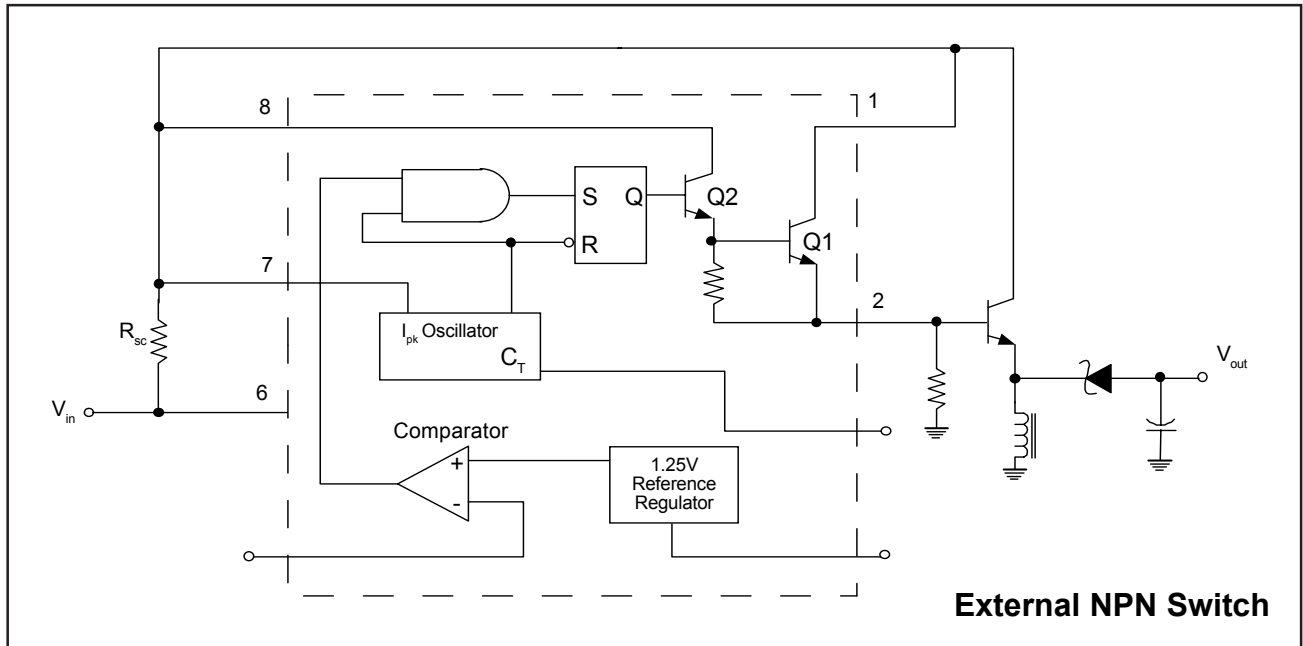 8
1
S
Q
Q2
R
Q1
7
2
Rsc
Ipk Oscillator
CT
Vout
Vin
6
Comparator
+
-
1.25V
Reference
Regulator
External NPN Switch